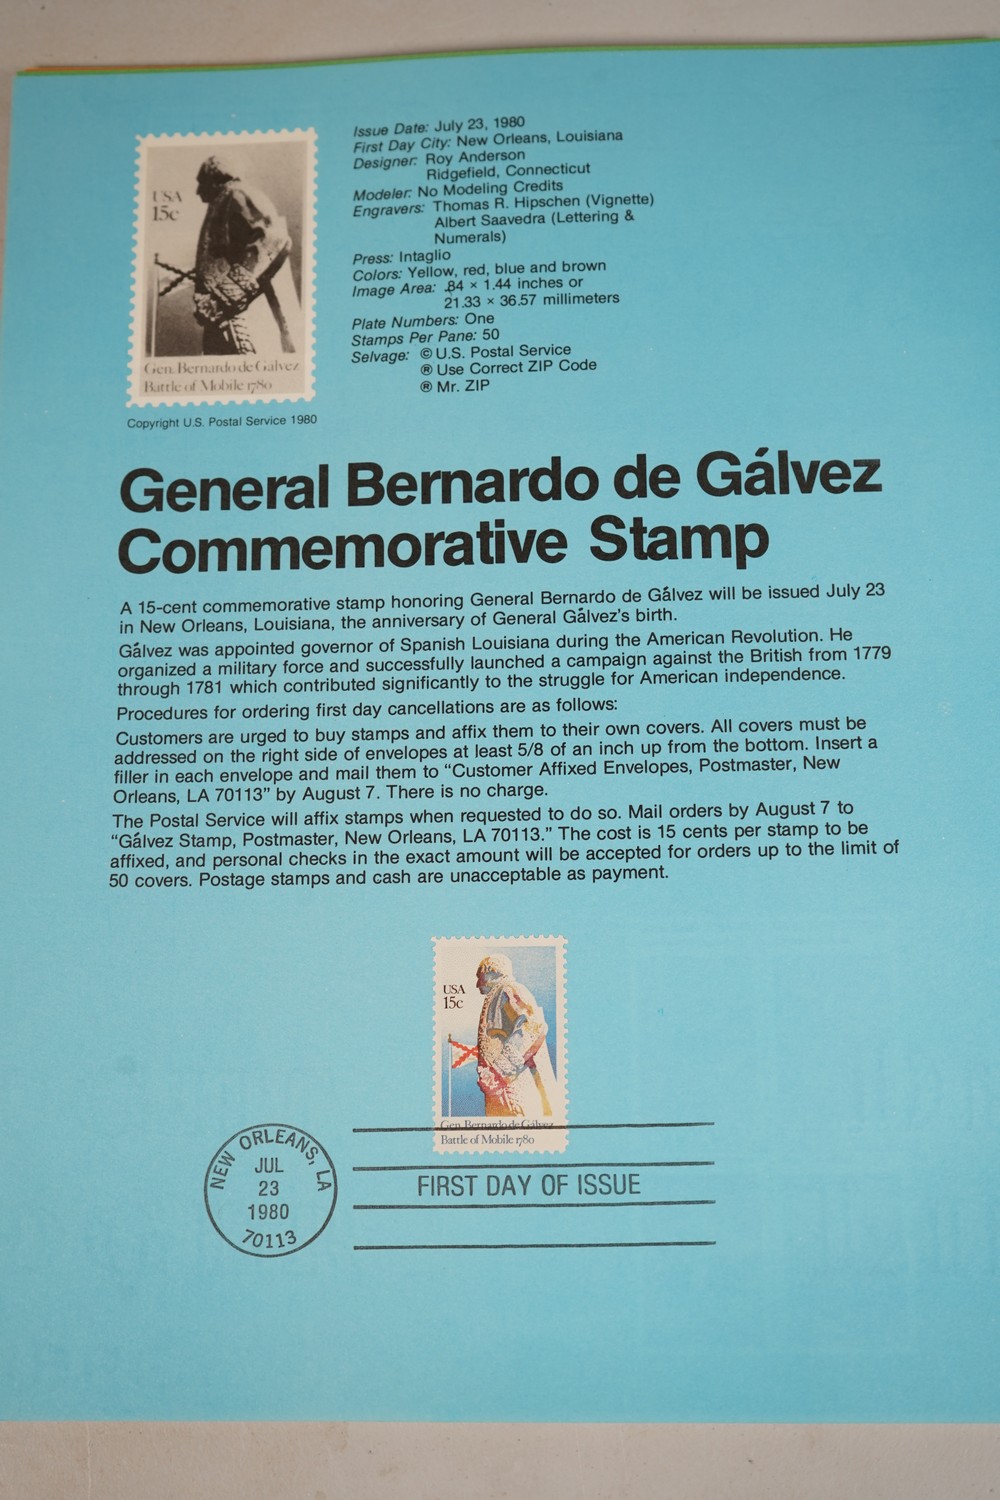 USA
15c
Gen. Bernardo de Gálvez
Battle of Mobile 1780
Copyright U.S. Postal Service 1980
Issue Date: July 23, 1980
First Day City: New Orleans, Louisiana
Designer: Roy Anderson
Ridgefield, Connecticut
Modeler: No Modeling Credits
Engravers: Thomas R. Hipschen (Vignette)
Albert Saavedra (Lettering &
Numerals)
Press: Intaglio
Colors: Yellow, red, blue and brown
Image Area: .84 × 1.44 inches or
21.33 × 36.57 millimeters
Plate Numbers: One
Stamps Per Pane: 50
Selvage: © U.S. Postal Service
® Use Correct ZIP Code
® Mr. ZIP
General Bernardo de Gálvez
Commemorative Stamp
A 15-cent commemorative stamp honoring General Bernardo de Gálvez will be issued July 23
in New Orleans, Louisiana, the anniversary of General Gálvez's birth.
Gálvez was appointed governor of Spanish Louisiana during the American Revolution. He
organized a military force and successfully launched a campaign against the British from 1779
through 1781 which contributed significantly to the struggle for American independence.
Procedures for ordering first day cancellations are as follows:
Customers are urged to buy stamps and affix them to their own covers. All covers must be
addressed on the right side of envelopes at least 5/8 of an inch up from the bottom. Insert a
filler in each envelope and mail them to "Customer Affixed Envelopes, Postmaster, New
Orleans, LA 70113" by August 7. There is no charge.
The Postal Service will affix stamps when requested to do so. Mail orders by August 7 to
"Gálvez Stamp, Postmaster, New Orleans, LA 70113." The cost is 15 cents per stamp to be
affixed, and personal checks in the exact amount will be accepted for orders up to the limit of
50 covers. Postage stamps and cash are unacceptable as payment.
USA
15c
Gen. Bernardo de Gálvez
Battle of Mobile 1780
NEW ORLEANS, LA
JUL
23
1980
70113
FIRST DAY OF ISSUE